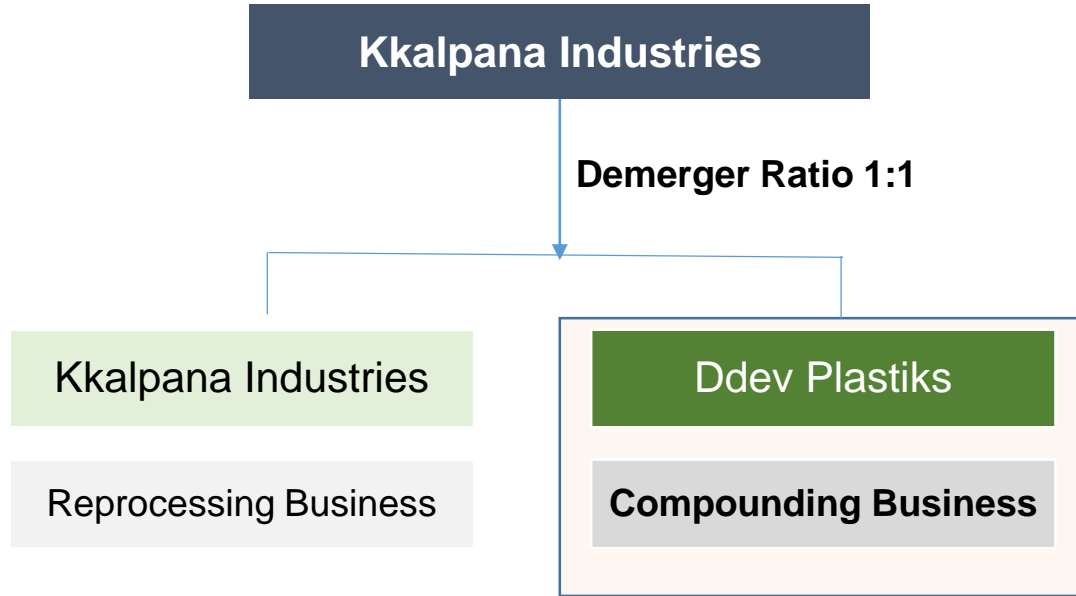 Kkalpana Industries
Demerger Ratio 1:1
Kkalpana Industries
Ddev Plastiks
Reprocessing Business
Compounding Business